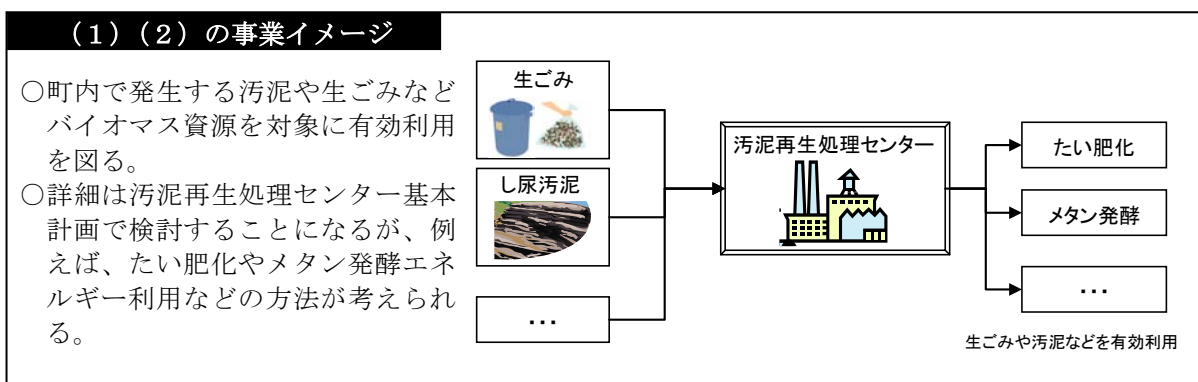 （１）（２）の事業イメージ
○町内で発生する汚泥や生ごみなど
バイオマス資源を対象に有効利用
を図る。
○詳細は汚泥再生処理センター基本
計画で検討することになるが、例
えば、たい肥化やメタン発酵エネ
ルギー利用などの方法が考えられ
る。
生ごみ
し尿汚泥
・・・
汚泥再生処理センター
たい肥化
メタン発酵
・・・
生ごみや汚泥などを有効利用